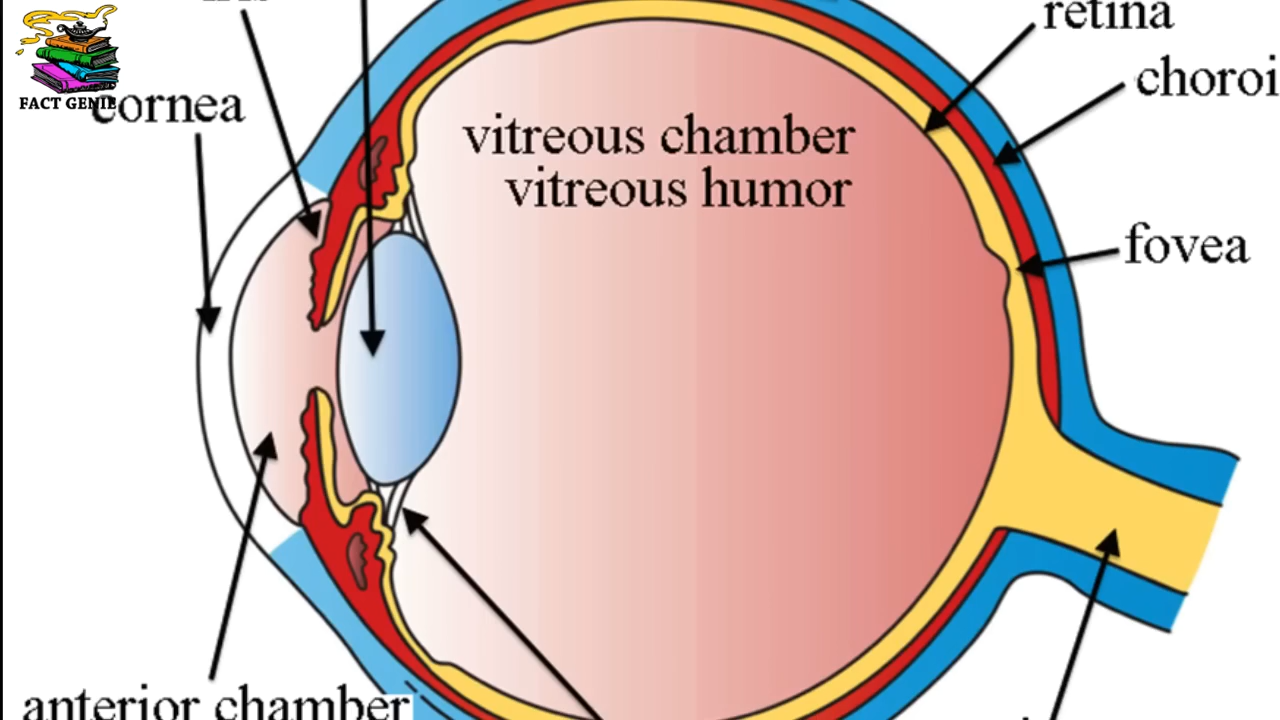 retina
choroi
FACT GENIE
cornea
vitreous chamber
vitreous humor
fovea
anterior chamber